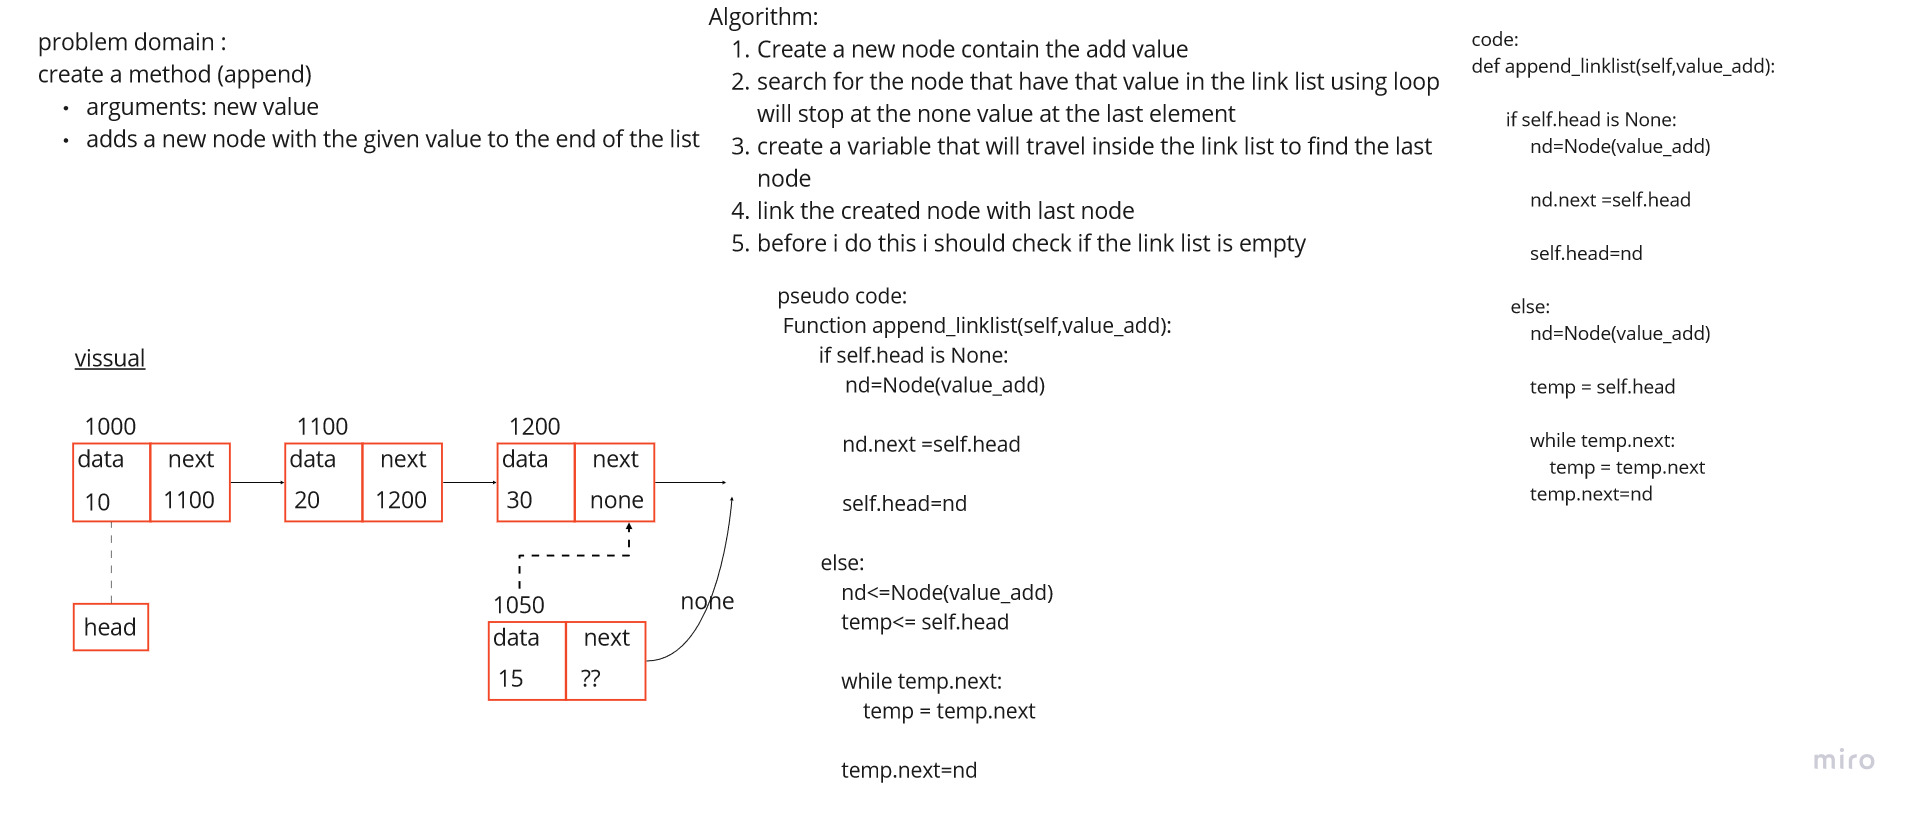 problem domain :
create a method (append)
• arguments: new value
• adds a new node with the given value to the end of the list
Algorithm:
1. Create a new node contain the add value
2. search for the node that have that value in the link list using loop
will stop at the none value at the last element
3. create a variable that will travel inside the link list to find the last
node
4. link the created node with last node
5. before i do this i should check if the link list is empty
code:
def append_linklist(self,value_add):
if self.head is None:
nd=Node(value_add)
nd.next =self.head
self.head=nd
else:
nd=Node(value_add)
temp = self.head
while temp.next:
temp = temp.next
temp.next=nd
pseudo code:
Function append_linklist(self,value_add):
if self.head is None:
nd=Node(value_add)
nd.next =self.head
self.head=nd
else:
nd<=Node(value_add)
temp<= self.head
while temp.next:
temp = temp.next
temp.next=nd
vissual
1000 1100 1200
data next data next data next
10 1100 20 1200 30 none
head
1050
none
data next
15 ??
miro